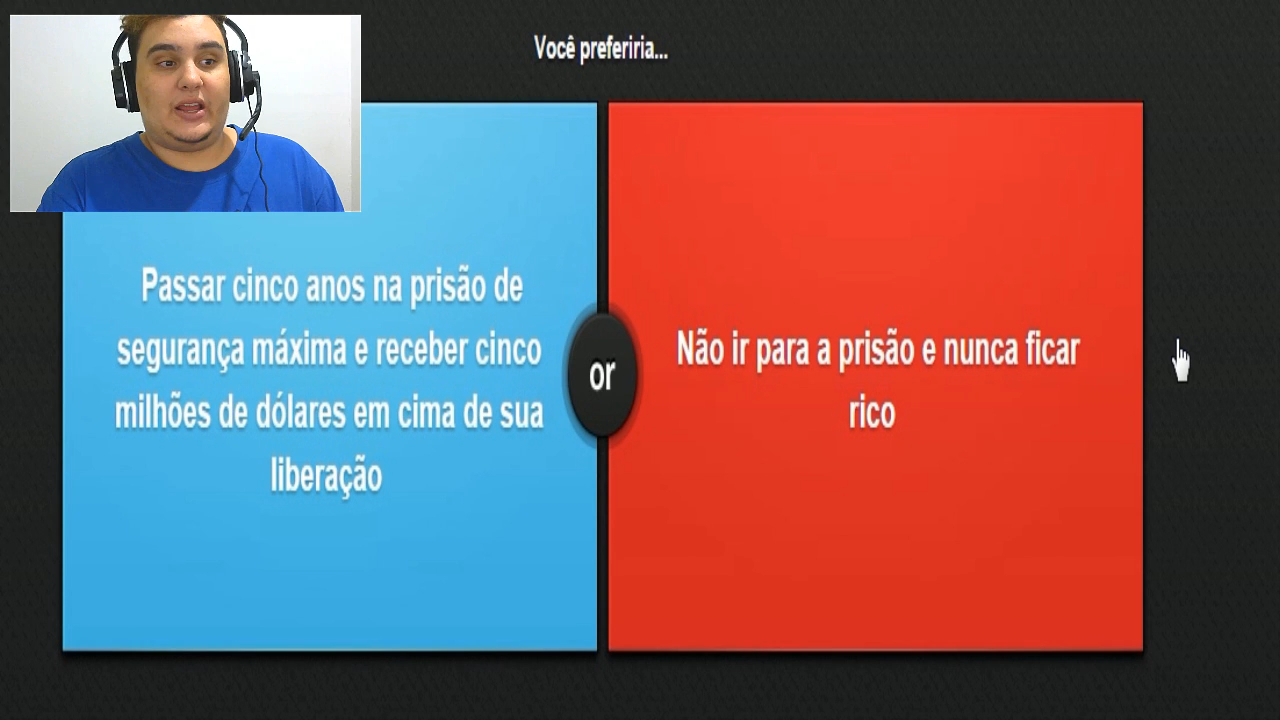 Você preferiria...
Passar cinco anos na prisão de
segurança máxima e receber cinco
milhões de dólares em cima de sua
liberação
or
Não ir para a prisão e nunca ficar
rico